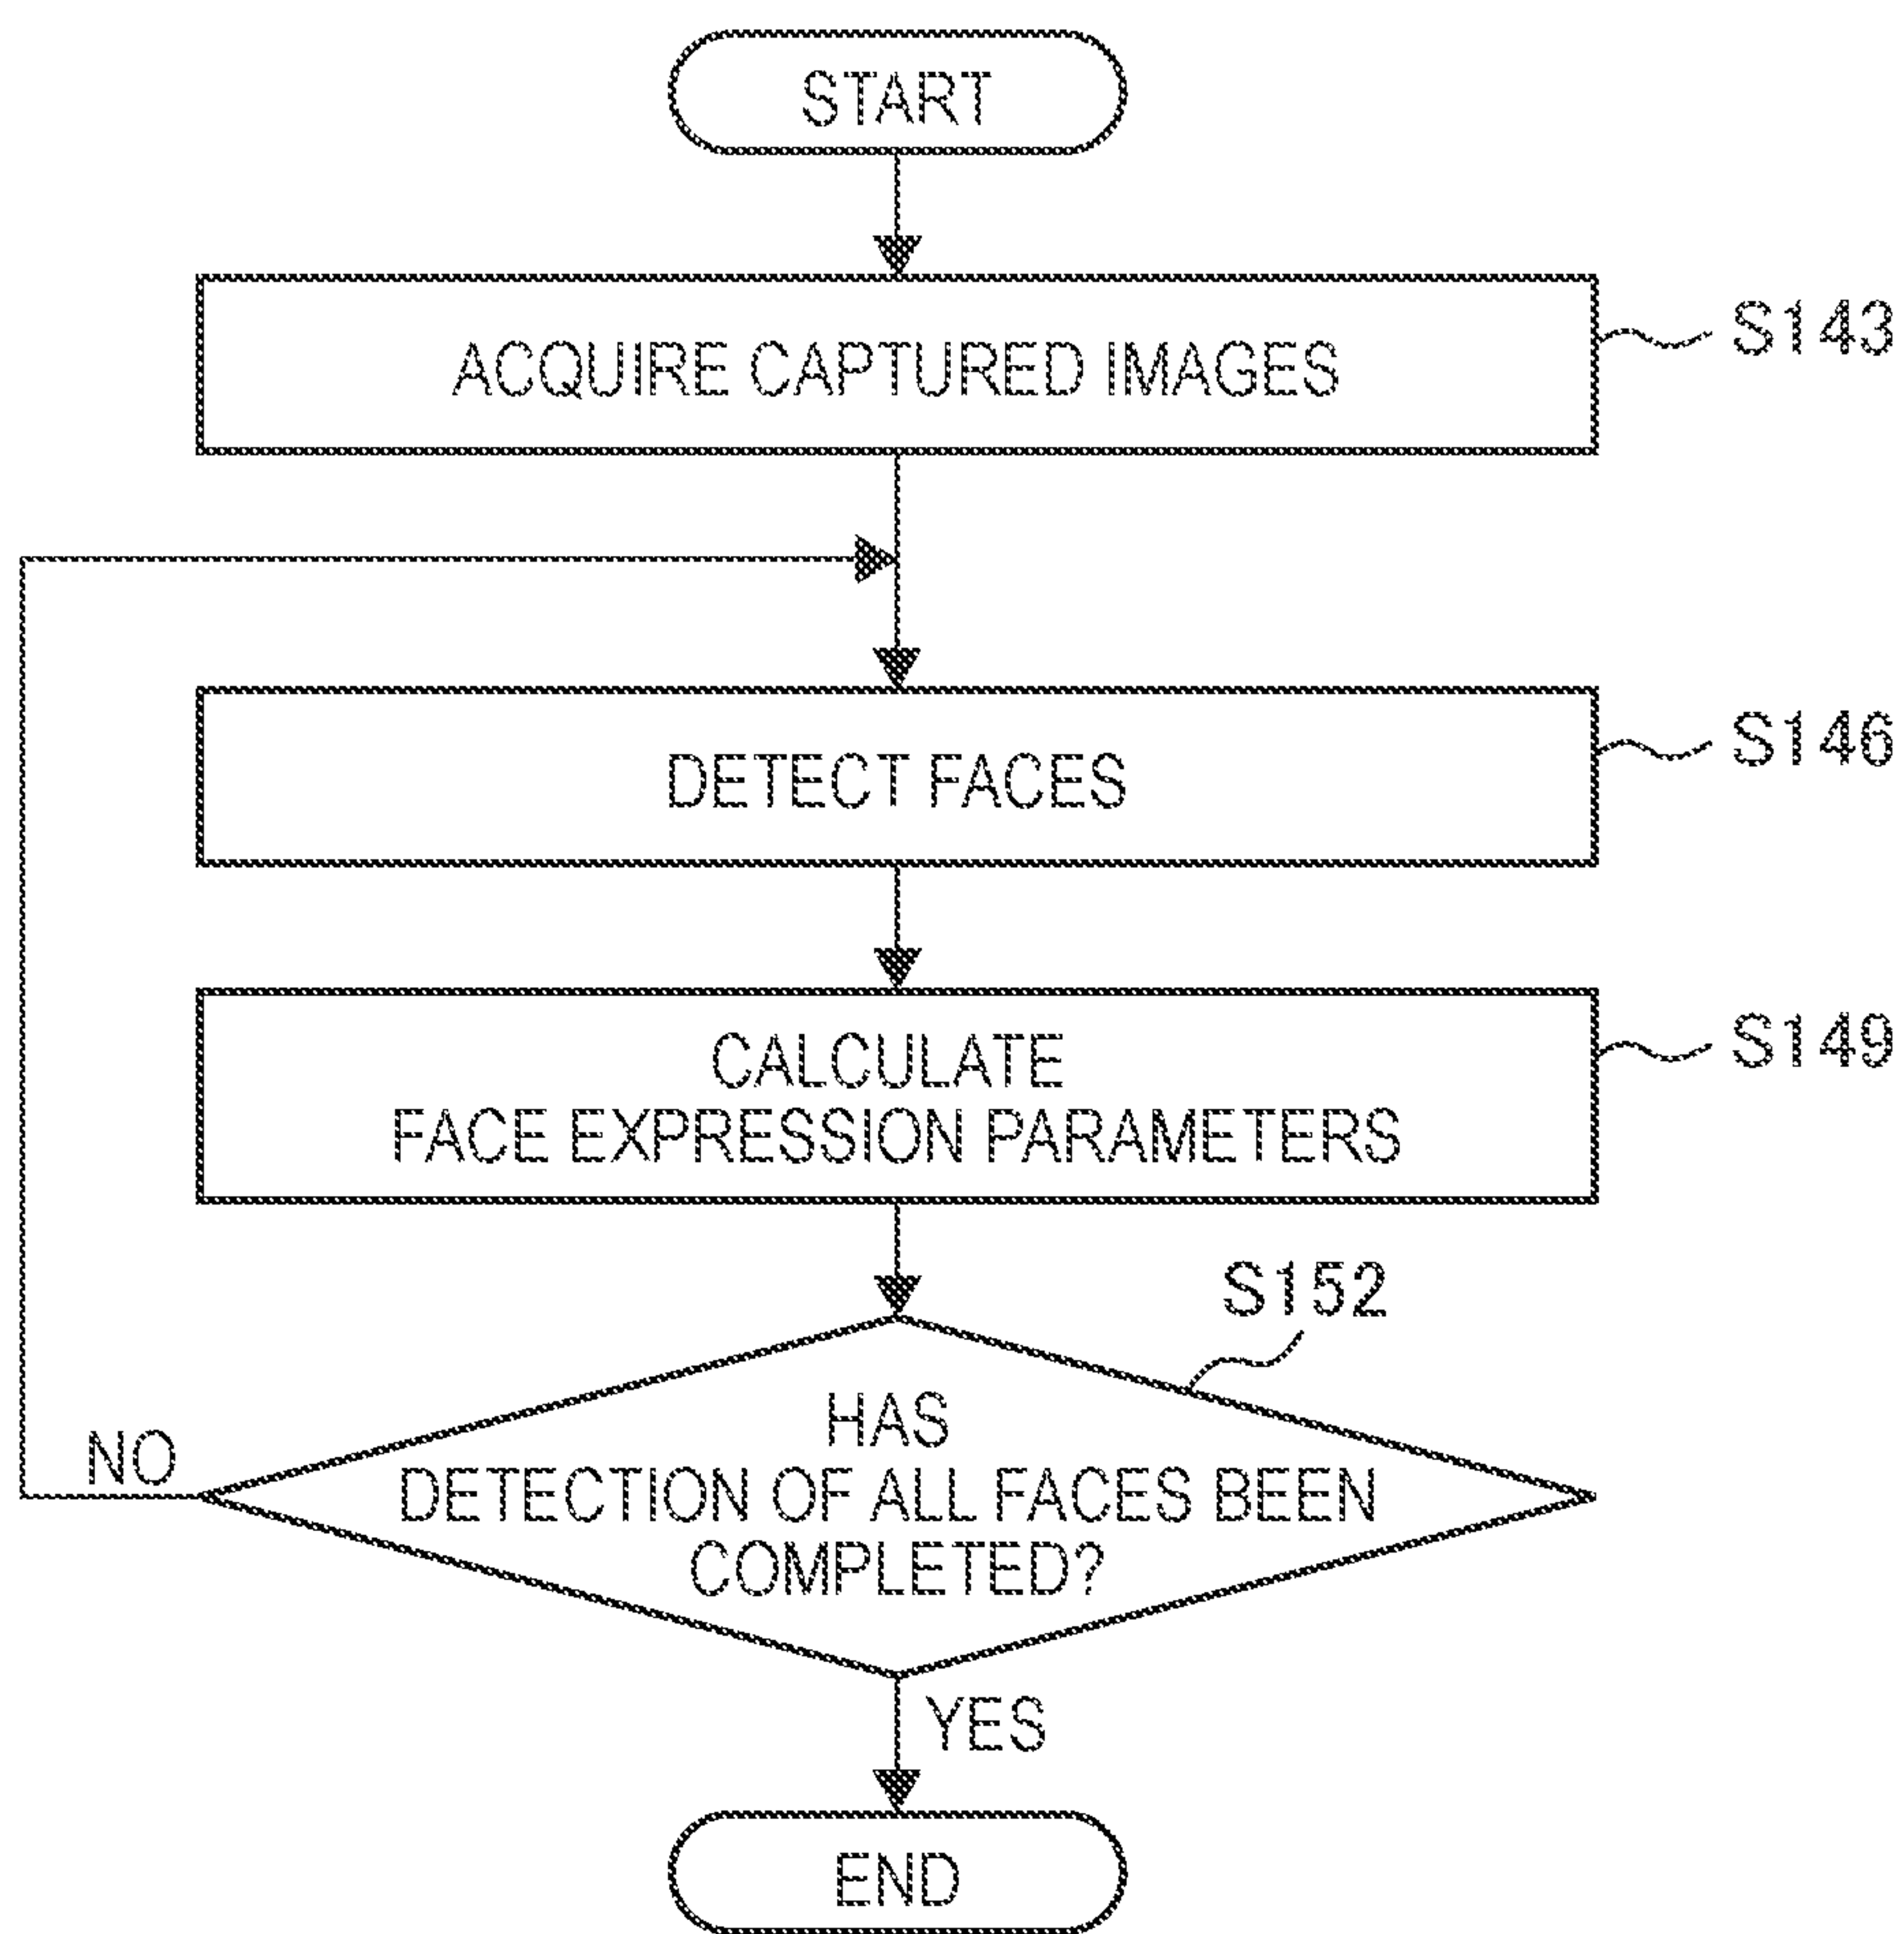 START
ACQUIRE CAPTURED IMAGES
S143
DETECT FACES
S146
CALCULATE
FACE EXPRESSION PARAMETERS
S149
S152
HAS
DETECTION OF ALL FACES BEEN
COMPLETED?
NO
YES
END